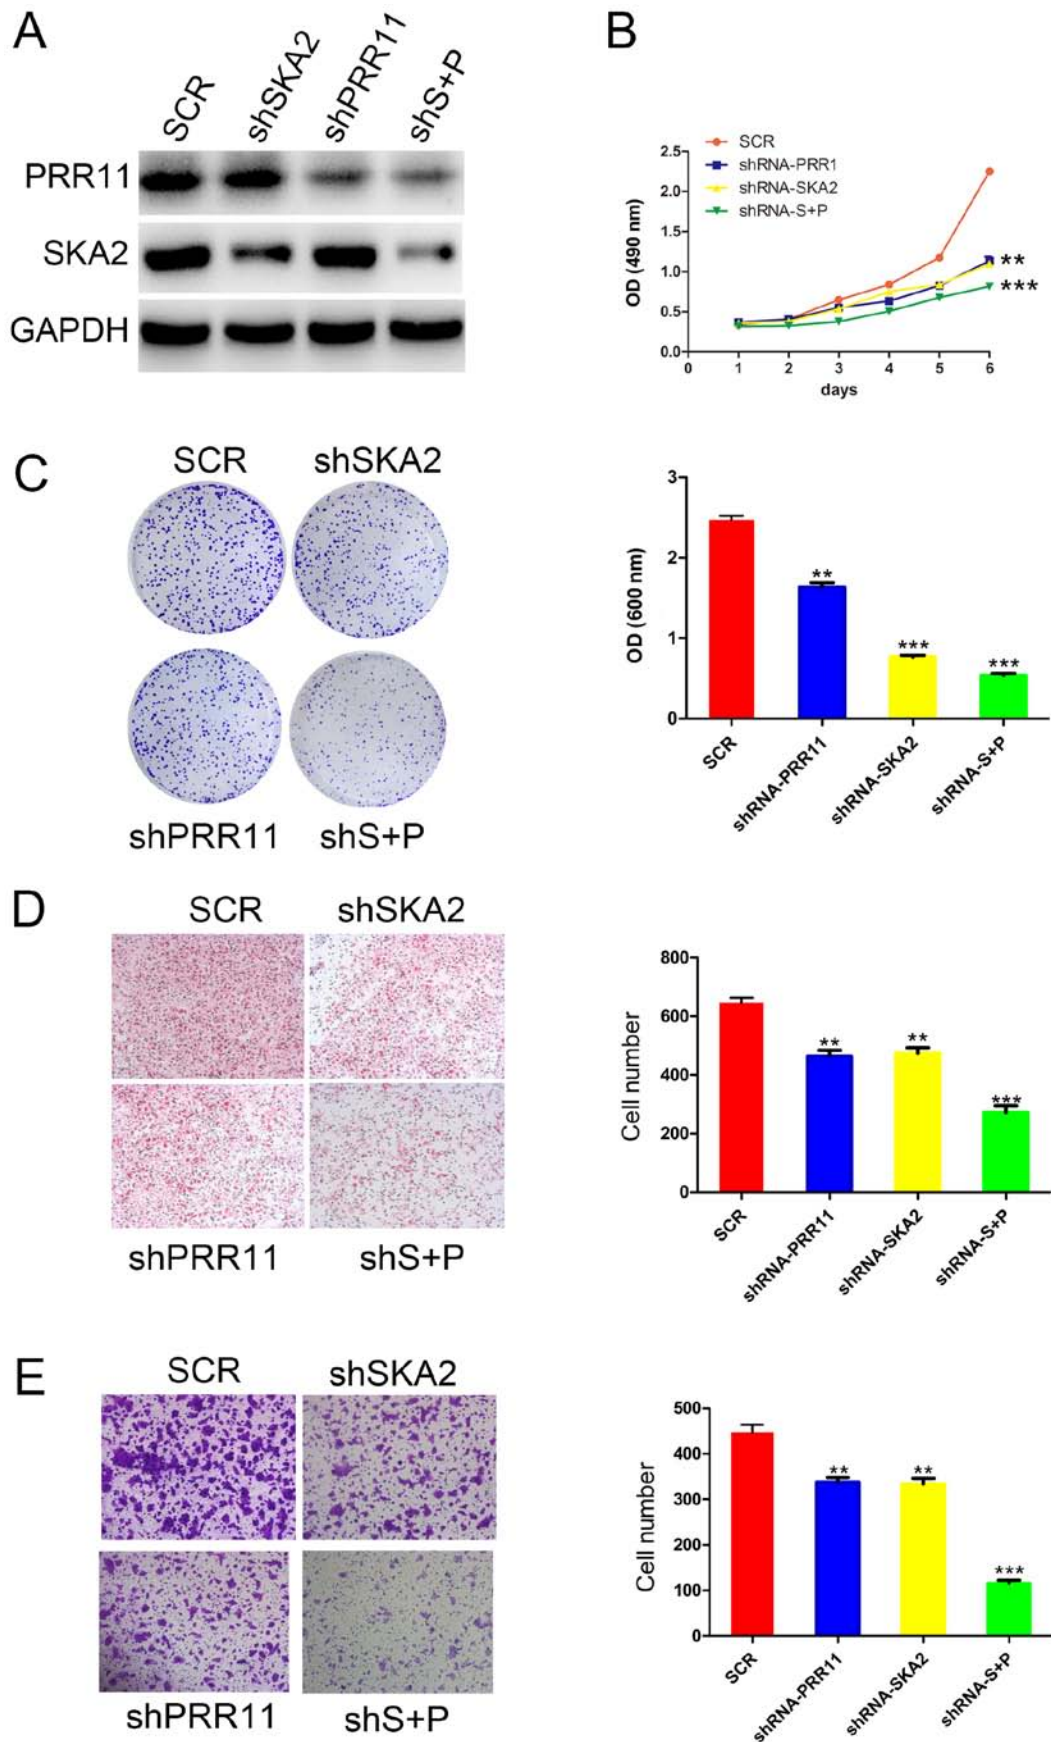 A
SCR
shSKA2
shPRR11
shS+P
PRR11
SKA2
GAPDH
B
SCR
shRNA-PRR1
shRNA-SKA2
shRNA-S+P
OD (490 nm)
2.5
2.0
1.5
1.0
0.5
0.0
**
***
0 1 2 3 4 5 6
days
C
SCR shSKA2
shPRR11 shS+P
OD (600 nm)
3
2
1
0
**
***
***
SCR
shRNA-PRR11
shRNA-SKA2
shRNA-S+P
D
SCR shSKA2
shPRR11 shS+P
Cell number
800
600
400
200
0
**
**
***
SCR
shRNA-PRR11
shRNA-SKA2
shRNA-S+P
E
SCR shSKA2
shPRR11 shS+P
Cell number
500
400
300
200
100
0
**
**
***
SCR
shRNA-PRR11
shRNA-SKA2
shRNA-S+P